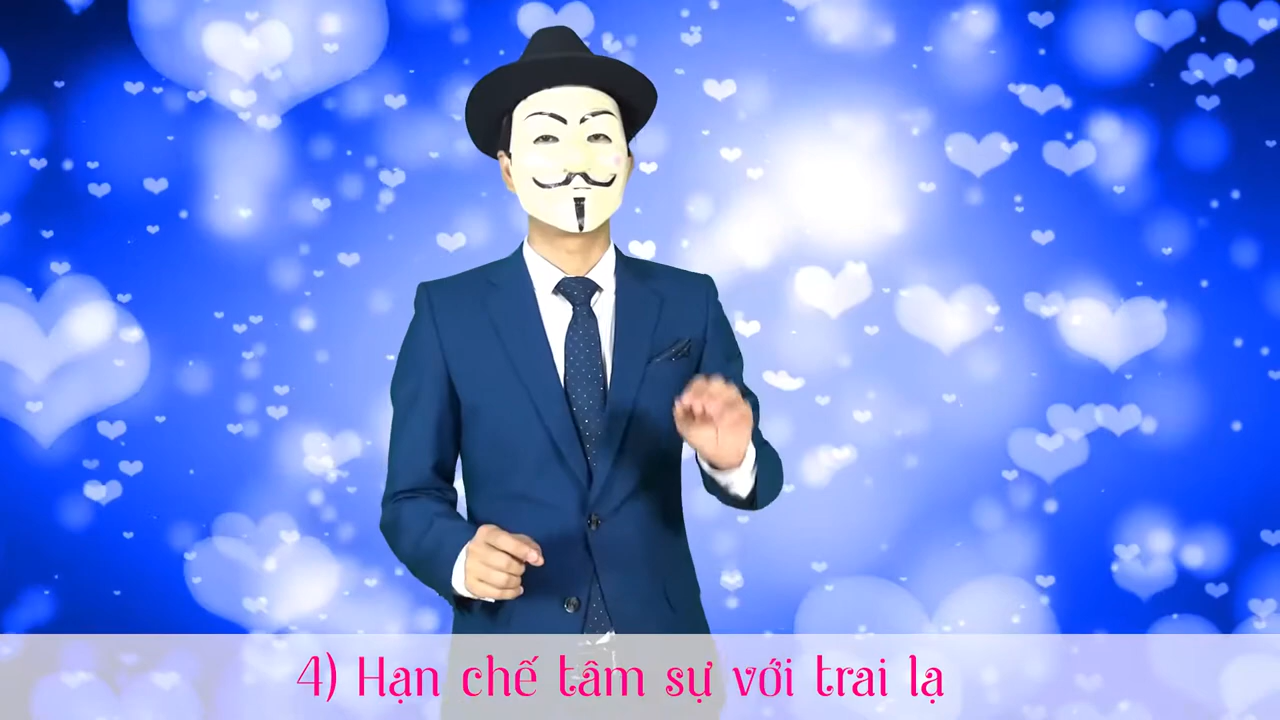 4) Hạn chế tâm sự với trai lạ